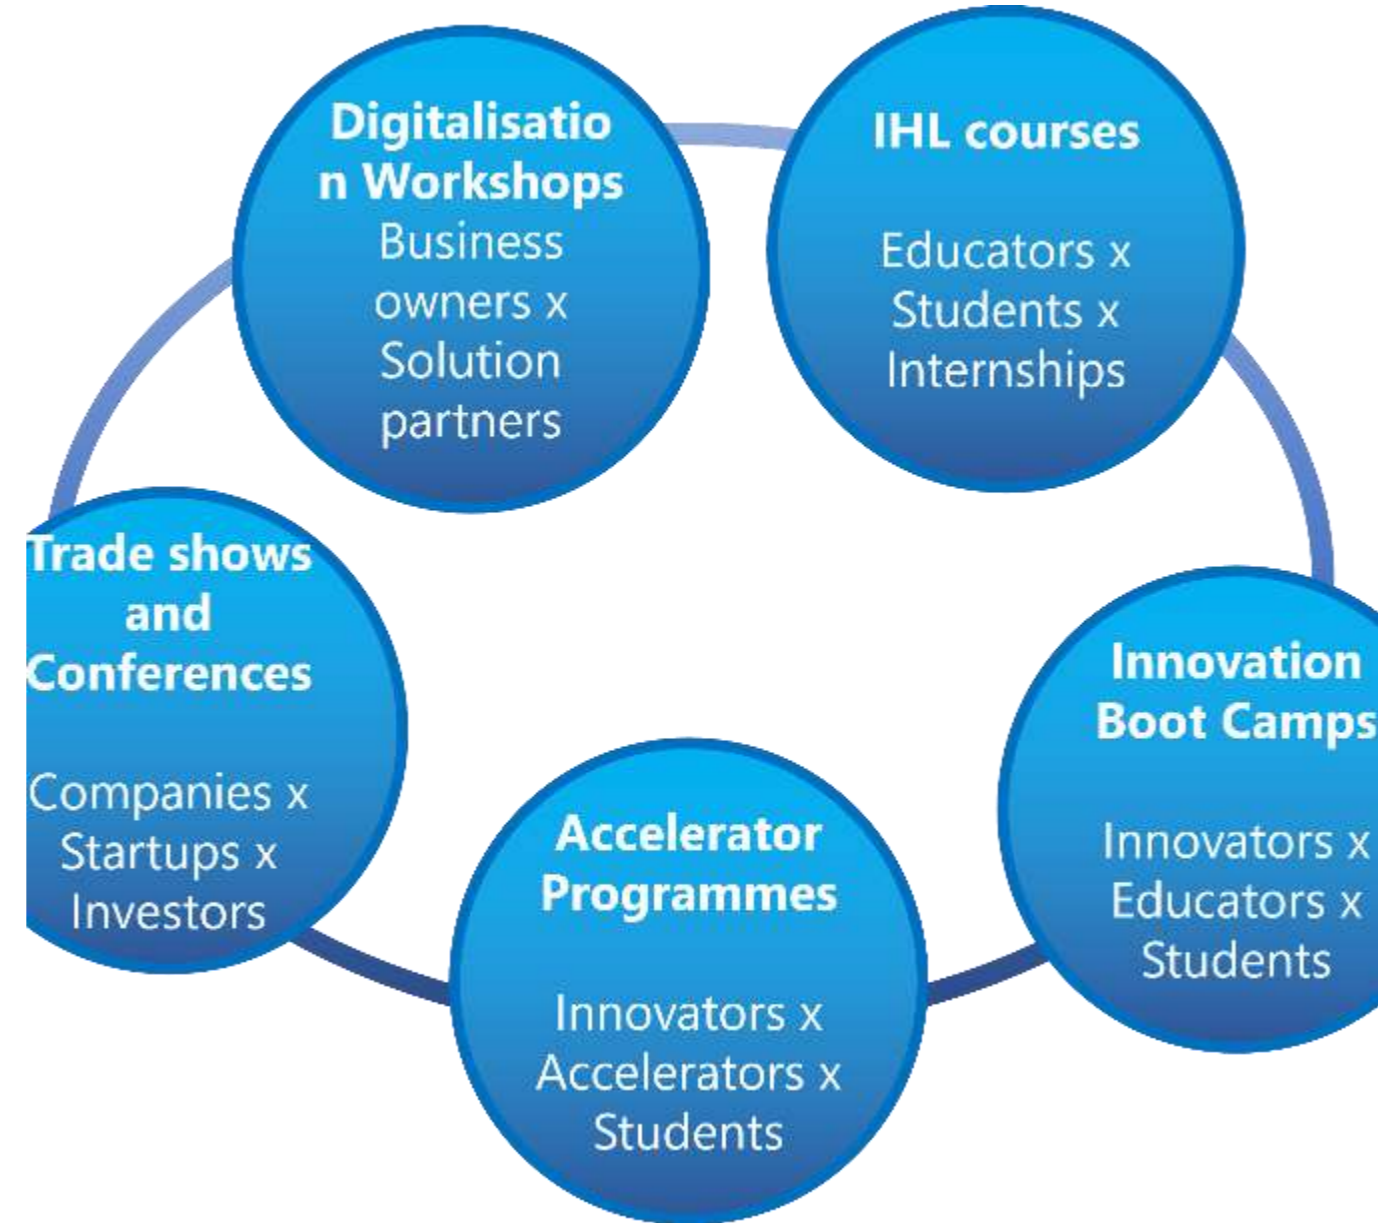 Digitalisatio
n Workshops
Business
owners x
Solution
partners
IHL courses
Educators x
Students x
Internships
Trade shows
and
Conferences
Companies x
Startups x
Investors
Accelerator
Programmes
Innovators x
Accelerators x
Students
Innovation
Boot Camps
Innovators x
Educators x
Students